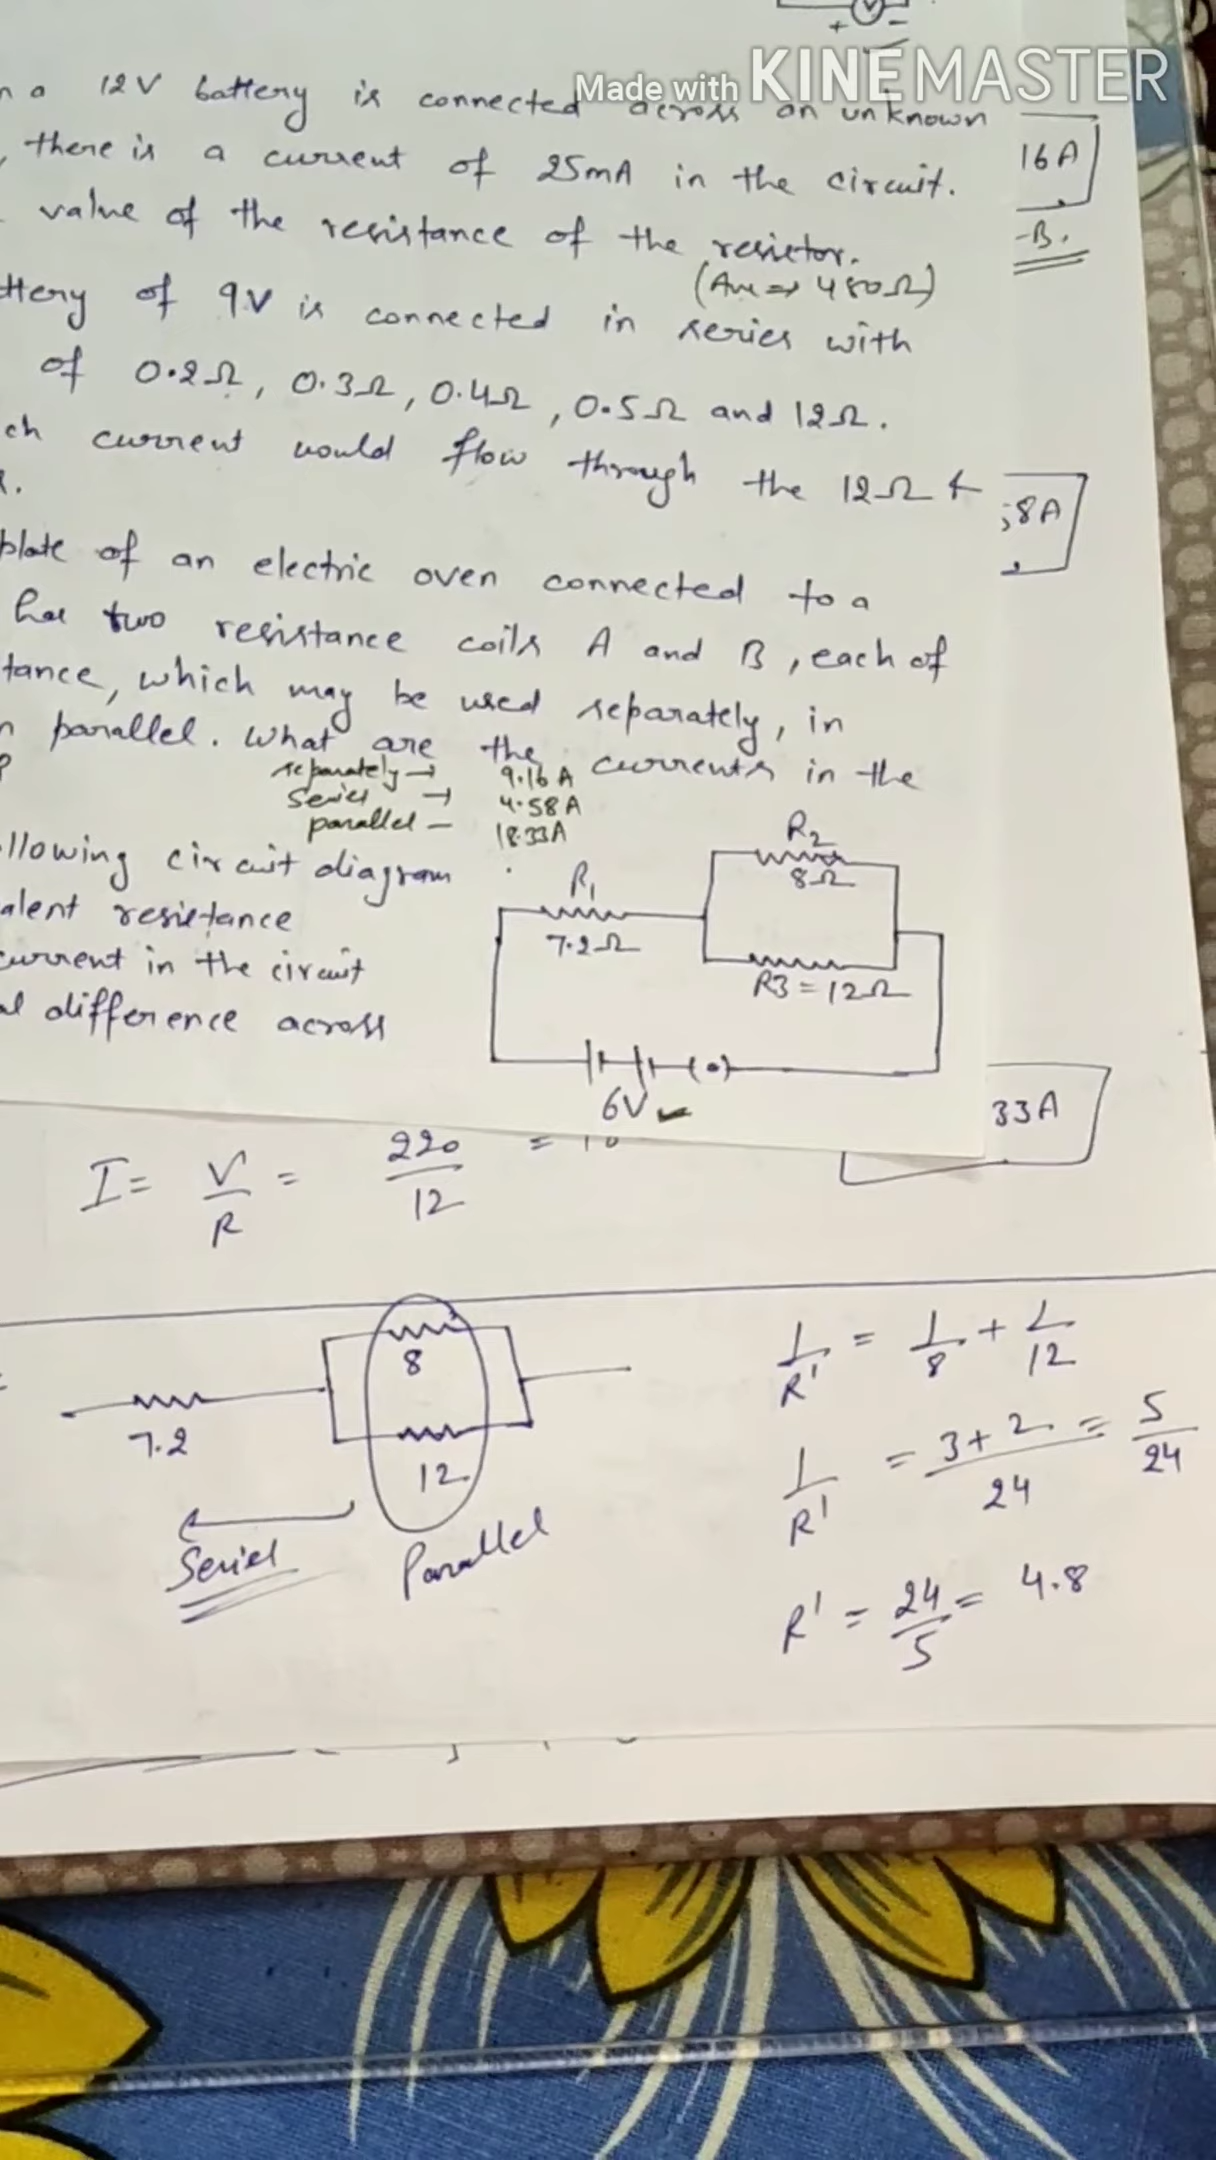 + V -
Made with KINEMASTER
a 12V battery is connected across an unknown
, there is a current of 25mA in the circuit.
value of the resistance of the resistor.
(Ans => 480Ω)
16A
-B.
ttery of 9V is connected in series with
of 0.2Ω, 0.3Ω, 0.4Ω, 0.5Ω and 12Ω.
ch current would flow through the 12Ω
8A
plate of an electric oven connected to a
has two resistance coils A and B, each of
tance, which may be used separately, in
n parallel. What are the currents in the
?
separately → 9.16A
Series → 4.58A
parallel — 18.33A
llowing circuit diagram
alent resistance
current in the circuit
al difference across
R2
8Ω
R1
7.2Ω
R3 = 12Ω
6V ✓
33A
I = V/R = 220/12 =
7.2
8
12
Series
Parallel
1/R' = 1/8 + 1/12
1/R' = 3+2/24 = 5/24
R' = 24/5 = 4.8